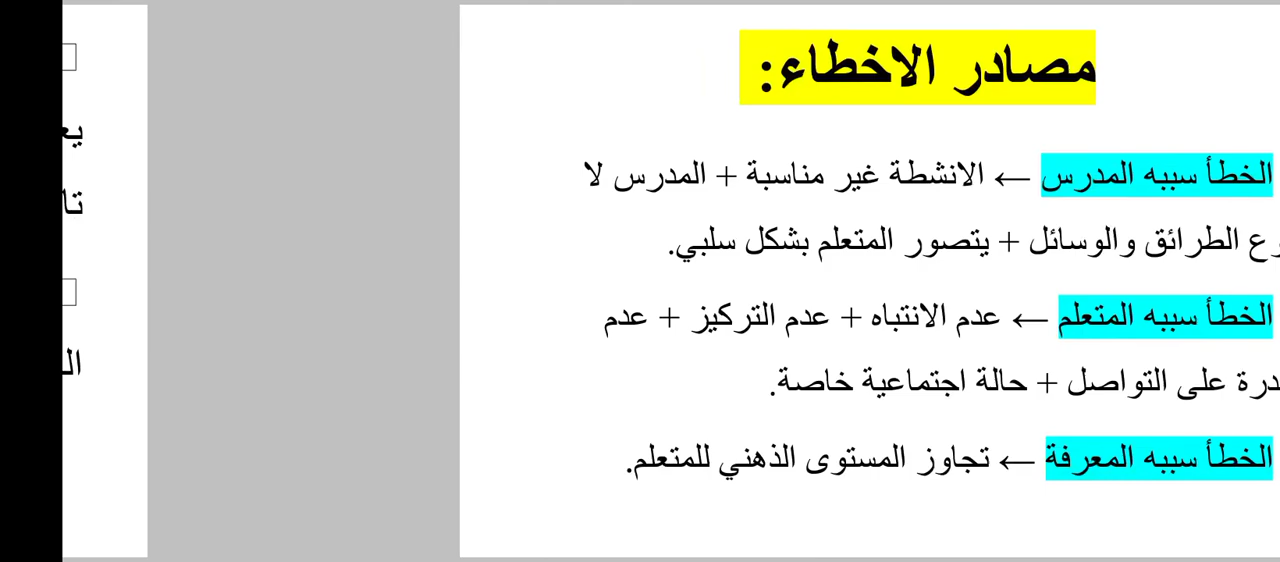 مصادر الاخطاء:
الخطأ سببه المدرس ← الانشطة غير مناسبة + المدرس لا
الطرائق والوسائل + يتصور المتعلم بشكل سلبي.
الخطأ سببه المتعلم ← عدم الانتباه + عدم التركيز + عدم
على التواصل + حالة اجتماعية خاصة.
الخطأ سببه المعرفة ← تجاوز المستوى الذهني للمتعلم.